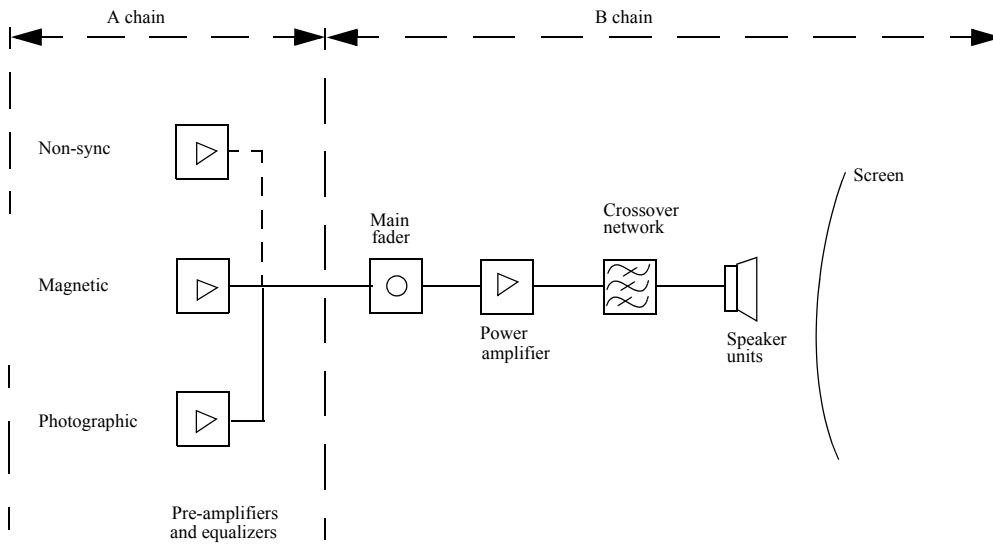 A chain
B chain
Non-sync
Screen
Main
fader
Crossover
network
Magnetic
Power
amplifier
Speaker
units
Photographic
Pre-amplifiers
and equalizers